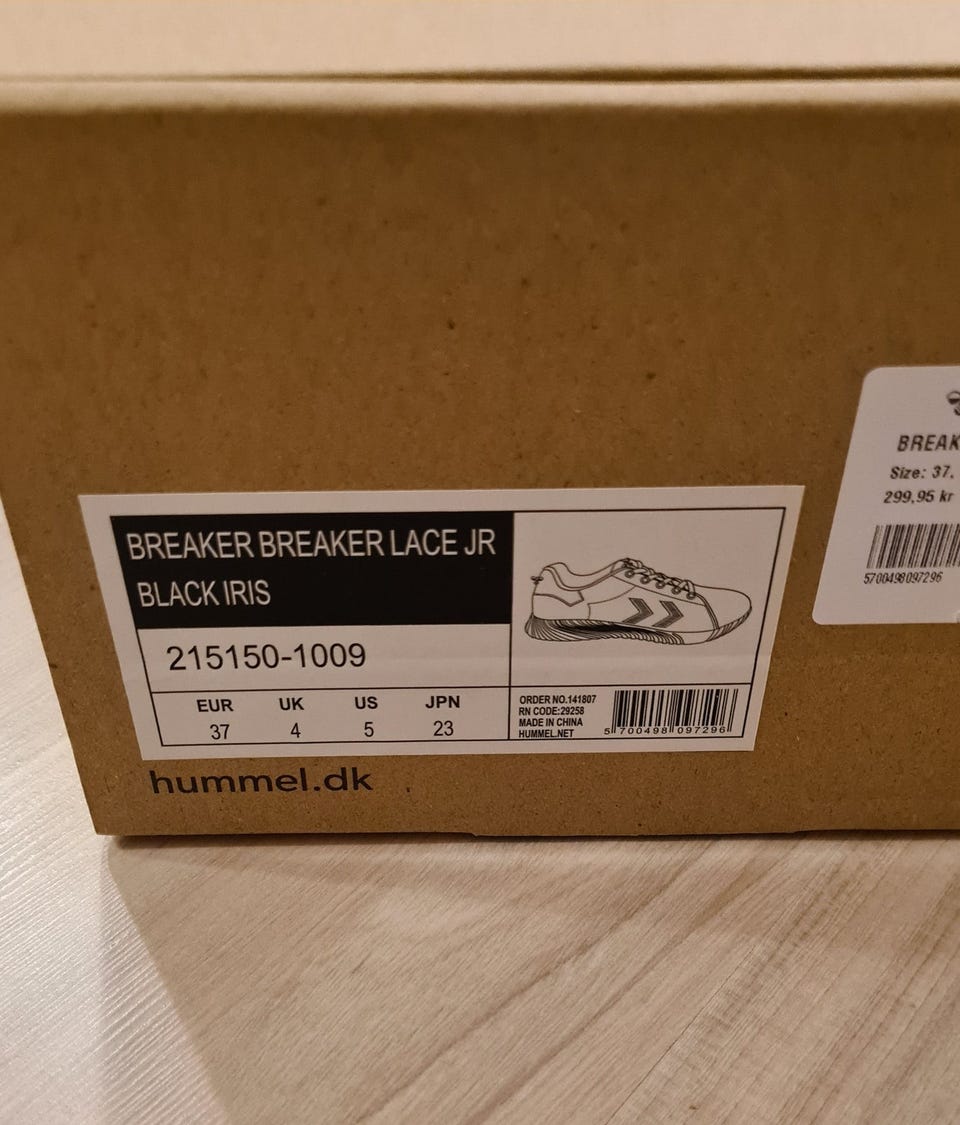 BREAKER BREAKER LACE JR
BLACK IRIS
215150-1009
EUR UK US JPN
37 4 5 23
ORDER NO.141807
RN CODE:29258
MADE IN CHINA
HUMMEL.NET
5 700498 097296
hummel.dk
BREAK
Size: 37,
299,95 kr
5700498097296